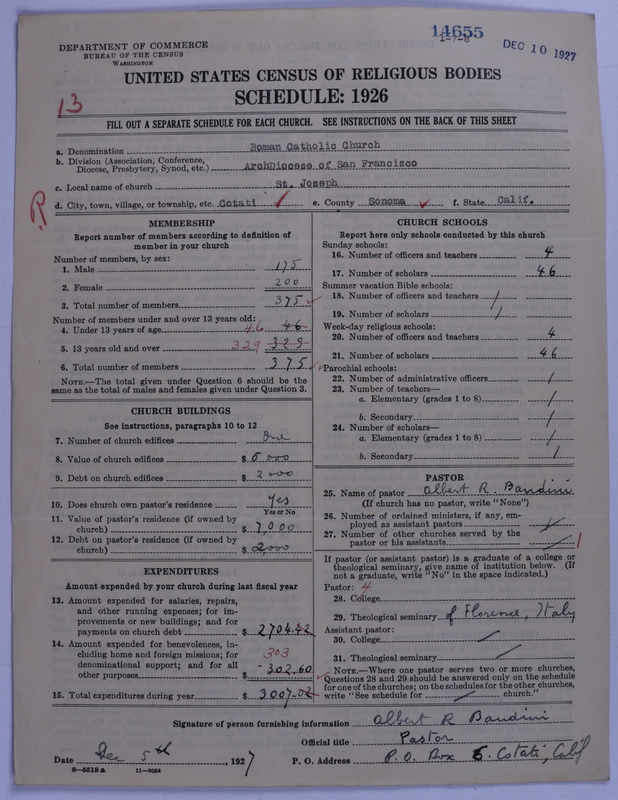 14655
1-7-8
DEC 10 1927
DEPARTMENT OF COMMERCE
BUREAU OF THE CENSUS
WASHINGTON
UNITED STATES CENSUS OF RELIGIOUS BODIES
SCHEDULE: 1926
13
FILL OUT A SEPARATE SCHEDULE FOR EACH CHURCH. SEE INSTRUCTIONS ON THE BACK OF THIS SHEET
a. Denomination Roman Catholic Church
b. Division (Association, Conference, Diocese, Presbytery, Synod, etc.) ArchDiocese of San Francisco
c. Local name of church St. Joseph
R
d. City, town, village, or township, etc. Cotati ✓ e. County Sonoma ✓ f. State Calif.
MEMBERSHIP
Report number of members according to definition of
member in your church
Number of members, by sex:
1. Male 175
2. Female 200
3. Total number of members 375 ✓
Number of members under and over 13 years old:
4. Under 13 years of age 46 46
5. 13 years old and over 329 329
6. Total number of members 375 ✓
NOTE.—The total given under Question 6 should be the
same as the total of males and females given under Question 3.
CHURCH BUILDINGS
See instructions, paragraphs 10 to 12
7. Number of church edifices One
8. Value of church edifices $ 6000
9. Debt on church edifices $ 2000
10. Does church own pastor's residence Yes
Yes or No
11. Value of pastor's residence (if owned by
church) $ 7,000
12. Debt on pastor's residence (if owned by
church) $ 2000
EXPENDITURES
Amount expended by your church during last fiscal year
13. Amount expended for salaries, repairs,
and other running expenses; for im-
provements or new buildings; and for
payments on church debt $ 2704.42
14. Amount expended for benevolences, in-
cluding home and foreign missions; for
denominational support; and for all
other purposes $ 303 302.60
15. Total expenditures during year $ 3007.02
CHURCH SCHOOLS
Report here only schools conducted by this church
Sunday schools:
16. Number of officers and teachers 4
17. Number of scholars 46
Summer vacation Bible schools:
18. Number of officers and teachers /
19. Number of scholars /
Week-day religious schools:
20. Number of officers and teachers 4
21. Number of scholars 46
Parochial schools:
22. Number of administrative officers /
23. Number of teachers—
a. Elementary (grades 1 to 8) /
b. Secondary /
24. Number of scholars—
a. Elementary (grades 1 to 8) /
b. Secondary /
PASTOR
25. Name of pastor Albert R. Bandini
(If church has no pastor, write "None")
26. Number of ordained ministers, if any, em-
ployed as assistant pastors /
27. Number of other churches served by the
pastor or his assistants / 1
If pastor (or assistant pastor) is a graduate of a college or
theological seminary, give name of institution below. (If
not a graduate, write "No" in the space indicated.)
Pastor: 4
28. College
29. Theological seminary of Florence, Italy
Assistant pastor:
30. College /
31. Theological seminary /
NOTE.—Where one pastor serves two or more churches,
Questions 28 and 29 should be answered only on the schedule
for one of the churches; on the schedules for the other churches,
write "See schedule for / church."
Signature of person furnishing information Albert R Bandini
Official title Pastor
Date Dec 5th, 1927 P. O. Address P. O. Box 6. Cotati, Calif
8—5518 a 11—9034